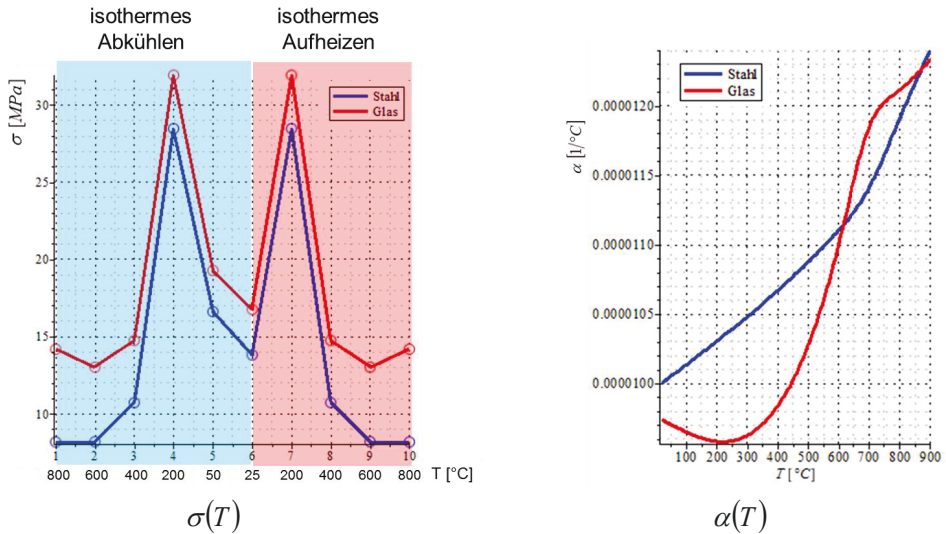 isothermes
Abkühlen
isothermes
Aufheizen
σ [MPa]
30
25
20
15
10
Stahl
Glas
1 2 3 4 5 6 7 8 9 10
800 600 400 200 50 25 200 400 600 800 T [°C]
σ(T)
α [1/°C]
0.0000120
0.0000115
0.0000110
0.0000105
0.0000100
Stahl
Glas
100 200 300 400 500 600 700 800 900
T [°C]
α(T)